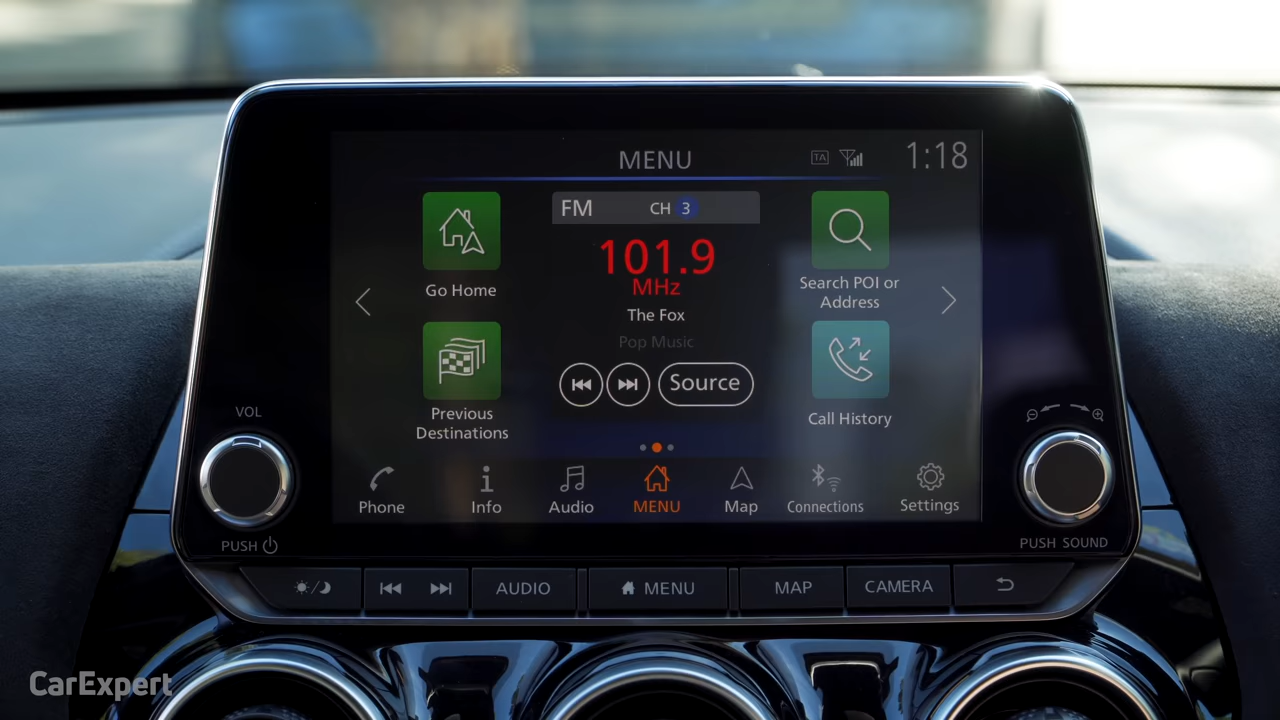 MENU
TA
1:18
FM
CH 3
101.9
MHz
The Fox
Pop Music
Source
Go Home
Previous
Destinations
Search POI or
Address
Call History
Phone
Info
Audio
MENU
Map
Connections
Settings
VOL
PUSH
PUSH SOUND
AUDIO
MENU
MAP
CAMERA
CarExpert